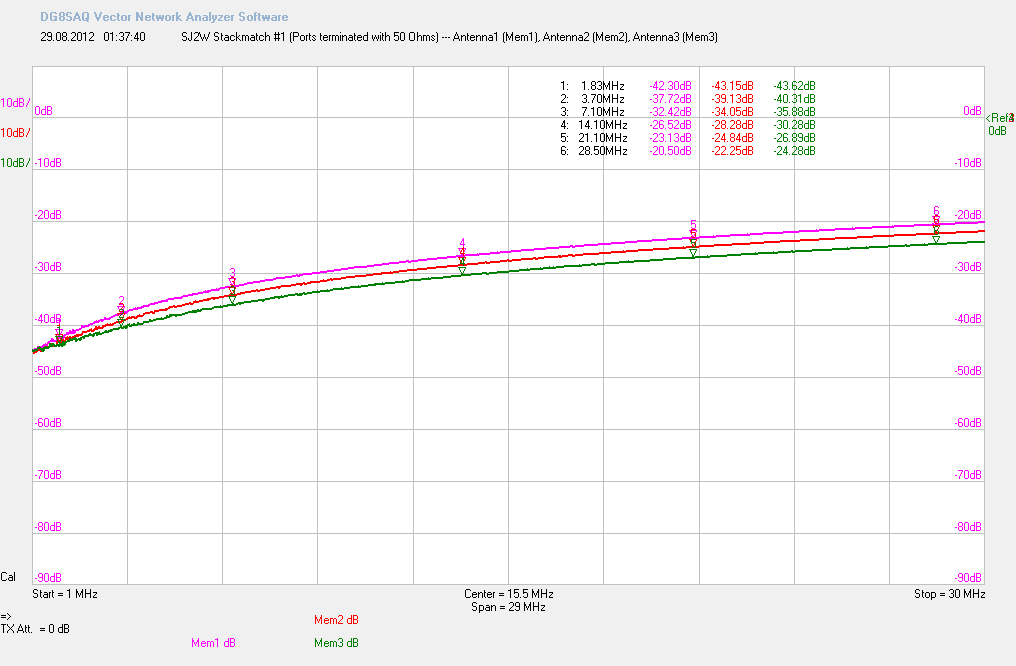 DG8SAQ Vector Network Analyzer Software
29.08.2012 01:37:40 SJ2W Stackmatch #1 (Ports terminated with 50 Ohms) --- Antenna1 (Mem1), Antenna2 (Mem2), Antenna3 (Mem3)
1: 1.83MHz -42.30dB -43.15dB -43.62dB
2: 3.70MHz -37.72dB -39.13dB -40.31dB
3: 7.10MHz -32.42dB -34.05dB -35.88dB
4: 14.10MHz -26.52dB -28.28dB -30.28dB
5: 21.10MHz -23.13dB -24.84dB -26.89dB
6: 28.50MHz -20.50dB -22.25dB -24.28dB
10dB/
0dB 0dB
<Ref
0dB
10dB/
10dB/ -10dB -10dB
-20dB -20dB
-30dB -30dB
-40dB -40dB
-50dB -50dB
-60dB -60dB
-70dB -70dB
-80dB -80dB
-90dB -90dB
2 3 4 5 6
Cal
Start = 1 MHz Center = 15.5 MHz Stop = 30 MHz
Span = 29 MHz
=>
TX Att. = 0 dB
Mem2 dB
Mem1 dB Mem3 dB